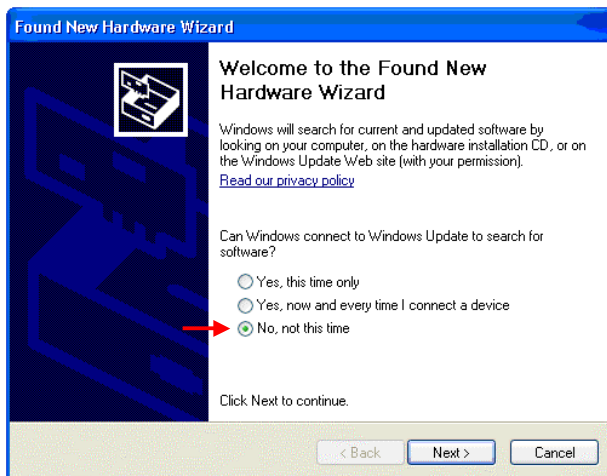 Found New Hardware Wizard
Welcome to the Found New
Hardware Wizard
Windows will search for current and updated software by
looking on your computer, on the hardware installation CD, or on
the Windows Update Web site (with your permission).
Read our privacy policy
Can Windows connect to Windows Update to search for
software?
Yes, this time only
Yes, now and every time I connect a device
No, not this time
Click Next to continue.
< Back
Next >
Cancel